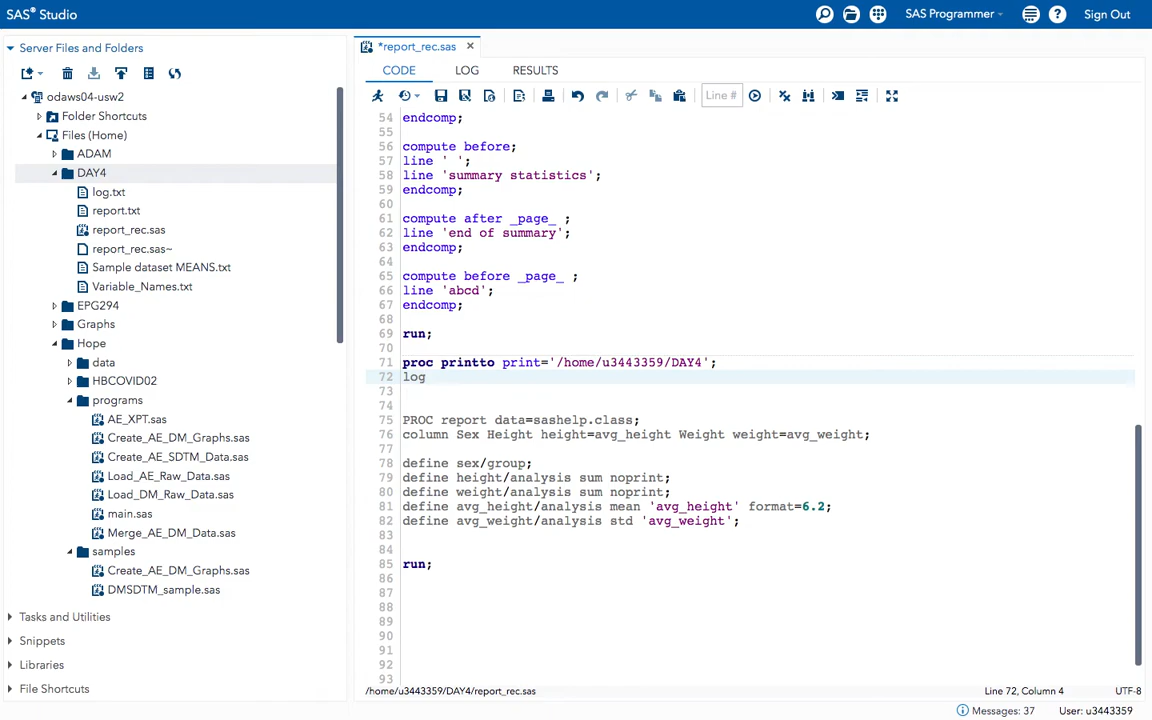 SAS® Studio
SAS Programmer
Sign Out
Server Files and Folders
odaws04-usw2
Folder Shortcuts
Files (Home)
ADAM
DAY4
log.txt
report.txt
report_rec.sas
report_rec.sas~
Sample dataset MEANS.txt
Variable_Names.txt
EPG294
Graphs
Hope
data
HBCOVID02
programs
AE_XPT.sas
Create_AE_DM_Graphs.sas
Create_AE_SDTM_Data.sas
Load_AE_Raw_Data.sas
Load_DM_Raw_Data.sas
main.sas
Merge_AE_DM_Data.sas
samples
Create_AE_DM_Graphs.sas
DMSDTM_sample.sas
Tasks and Utilities
Snippets
Libraries
File Shortcuts
*report_rec.sas
CODE LOG RESULTS
Line #
54 endcomp;
55
56 compute before;
57 line ' ';
58 line 'summary statistics';
59 endcomp;
60
61 compute after _page_ ;
62 line 'end of summary';
63 endcomp;
64
65 compute before _page_ ;
66 line 'abcd';
67 endcomp;
68
69 run;
70
71 proc printto print='/home/u3443359/DAY4';
72 log
73
74
75 PROC report data=sashelp.class;
76 column Sex Height height=avg_height Weight weight=avg_weight;
77
78 define sex/group;
79 define height/analysis sum noprint;
80 define weight/analysis sum noprint;
81 define avg_height/analysis mean 'avg_height' format=6.2;
82 define avg_weight/analysis std 'avg_weight';
83
84
85 run;
86
87
88
89
90
91
92
93
/home/u3443359/DAY4/report_rec.sas
Line 72, Column 4
UTF-8
Messages: 37
User: u3443359